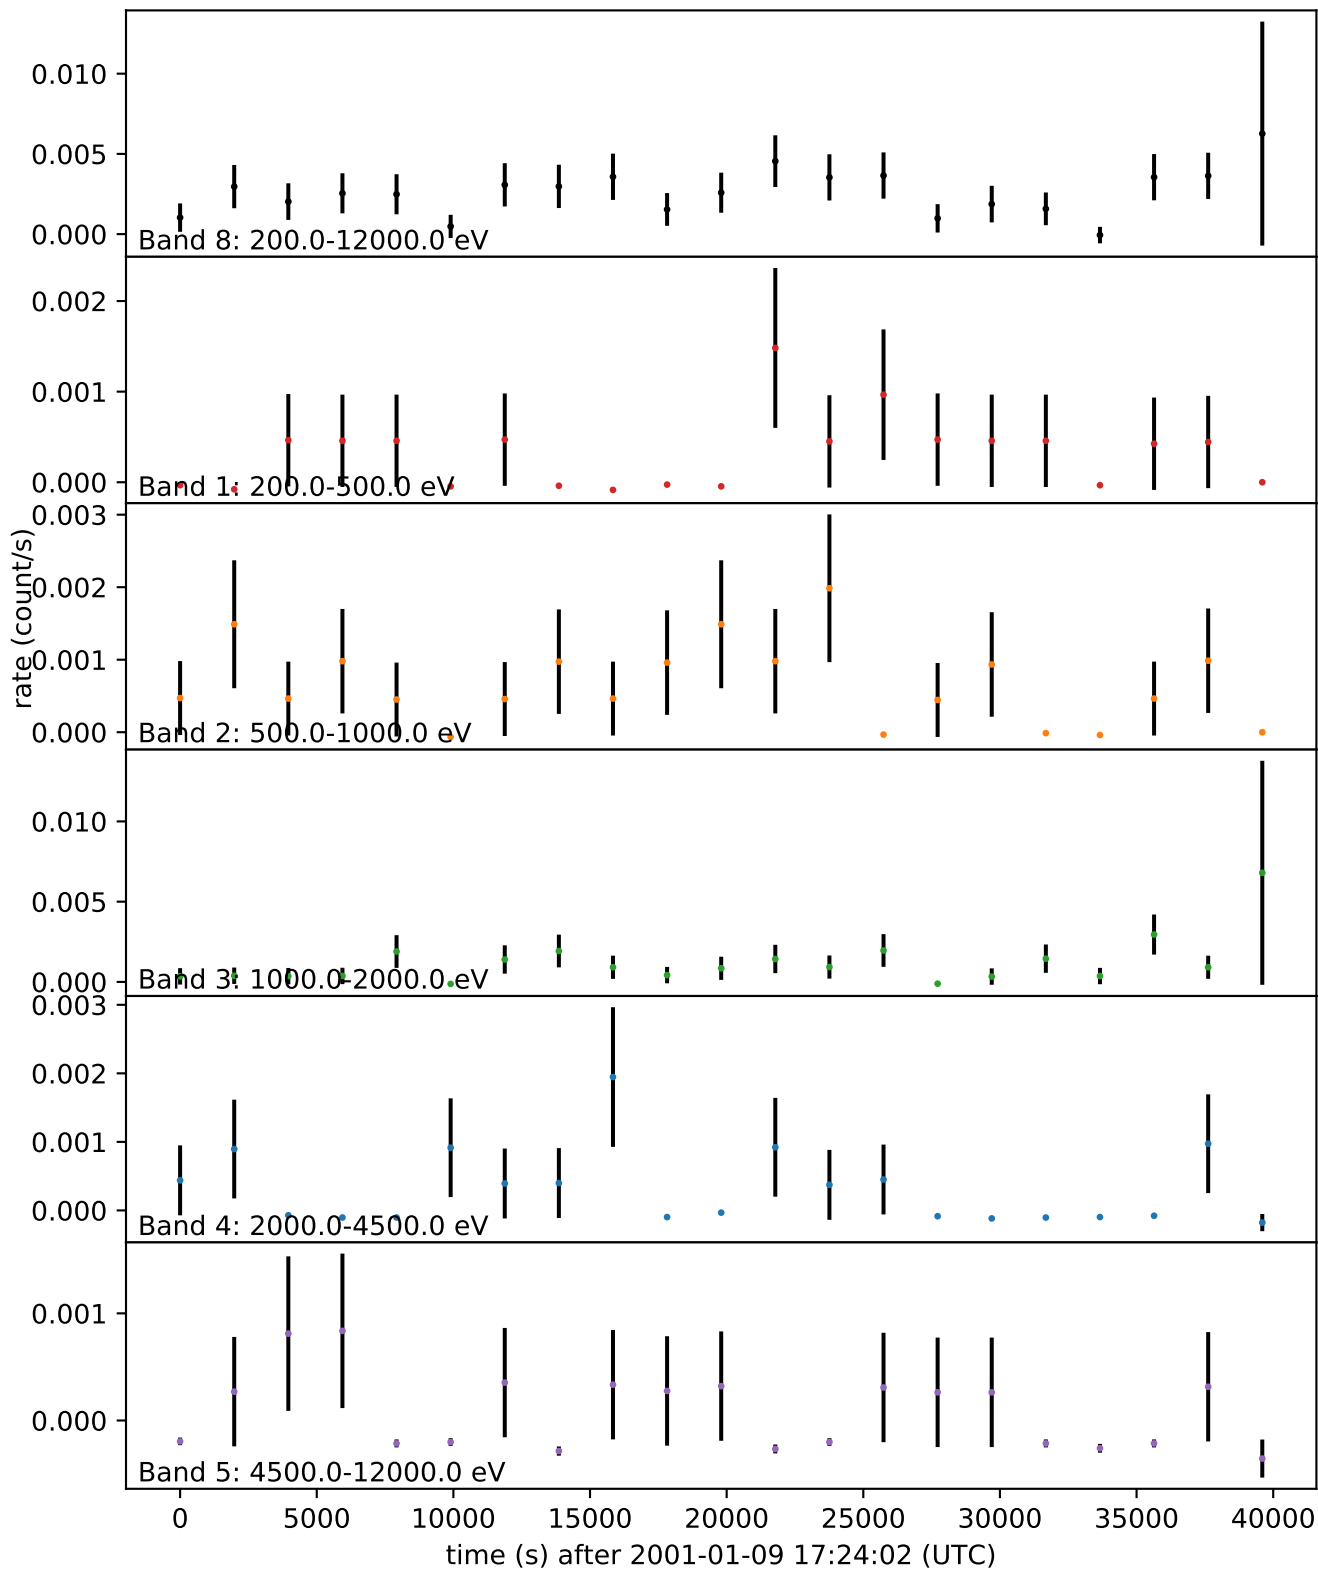 0.010
0.005
0.000
Band 8: 200.0-12000.0 eV
0.002
0.001
0.000
Band 1: 200.0-500.0 eV
rate (count/s)
0.003
0.002
0.001
0.000
Band 2: 500.0-1000.0 eV
0.010
0.005
0.000
Band 3: 1000.0-2000.0 eV
0.003
0.002
0.001
0.000
Band 4: 2000.0-4500.0 eV
0.001
0.000
Band 5: 4500.0-12000.0 eV
0 5000 10000 15000 20000 25000 30000 35000 40000
time (s) after 2001-01-09 17:24:02 (UTC)